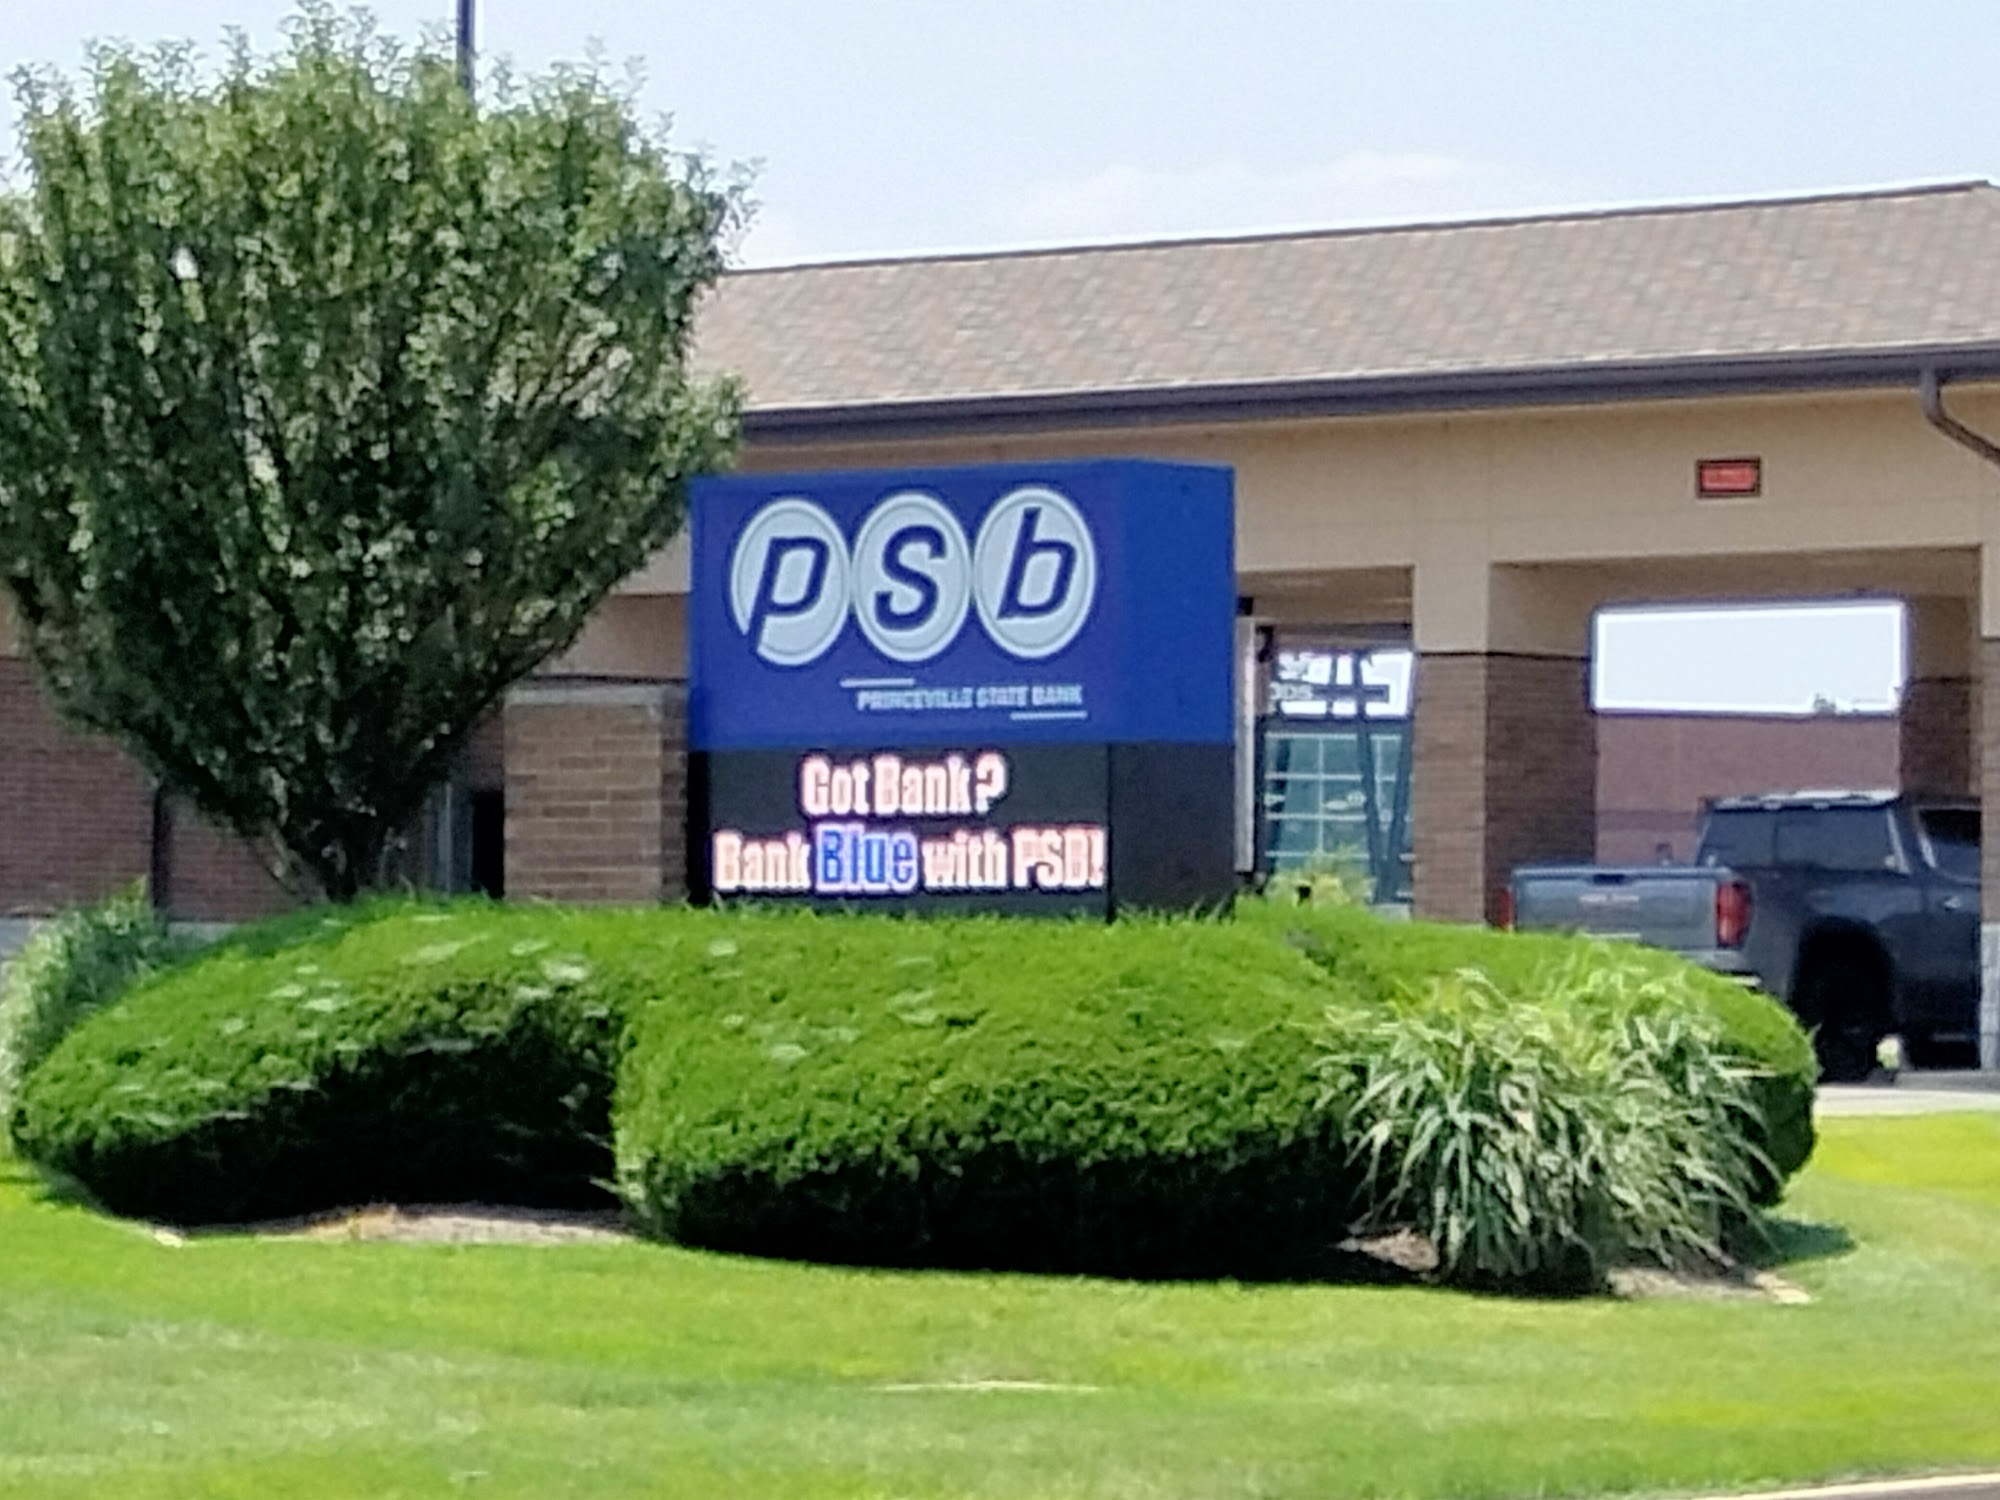 psb
PRINCEVILLE STATE BANK
Got Bank?
Bank Blue with PSB!